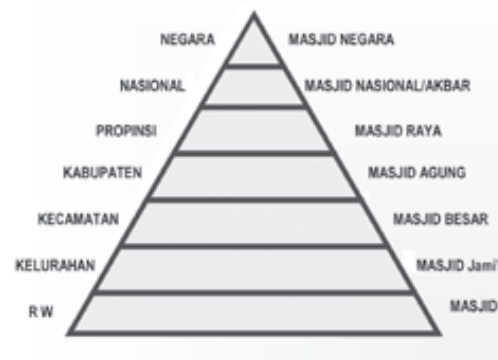 NEGARA MASJID NEGARA
NASIONAL MASJID NASIONAL/AKBAR
PROPINSI MASJID RAYA
KABUPATEN MASJID AGUNG
KECAMATAN MASJID BESAR
KELURAHAN MASJID Jami'
R W MASJID